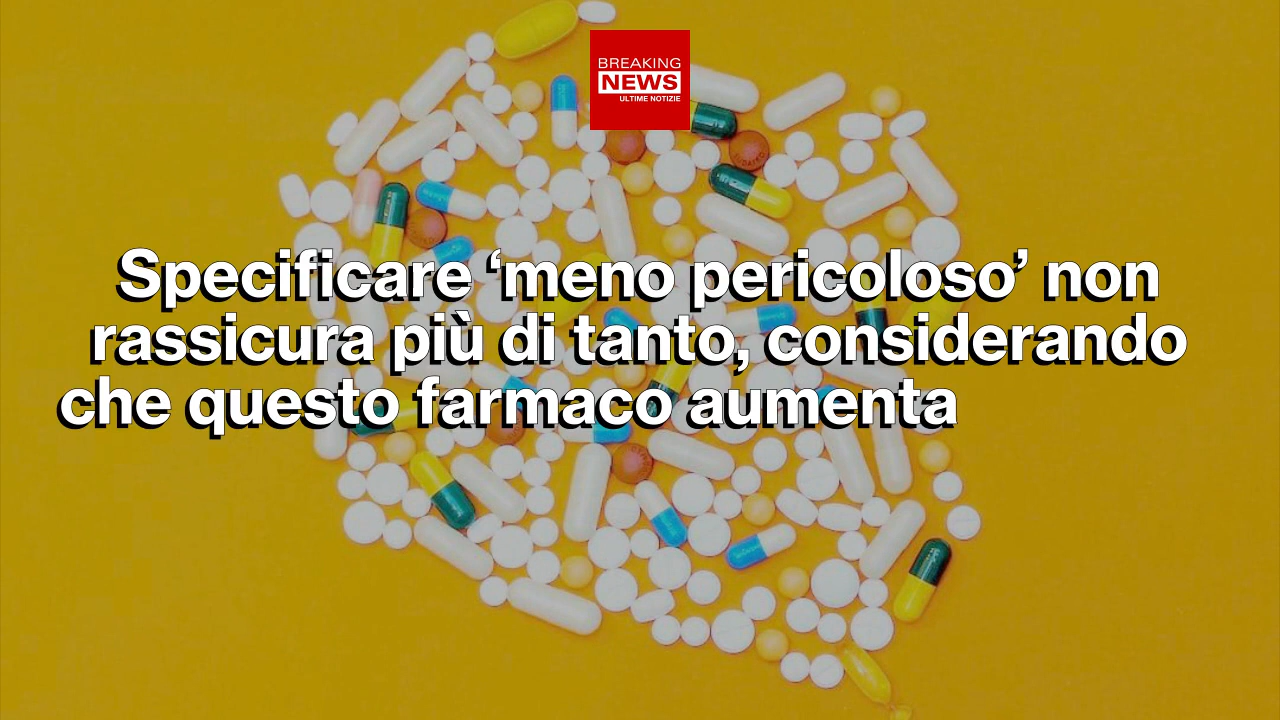 BREAKING
NEWS
ULTIME NOTIZIE
Specificare ‘meno pericoloso’ non
rassicura più di tanto, considerando
che questo farmaco aumenta